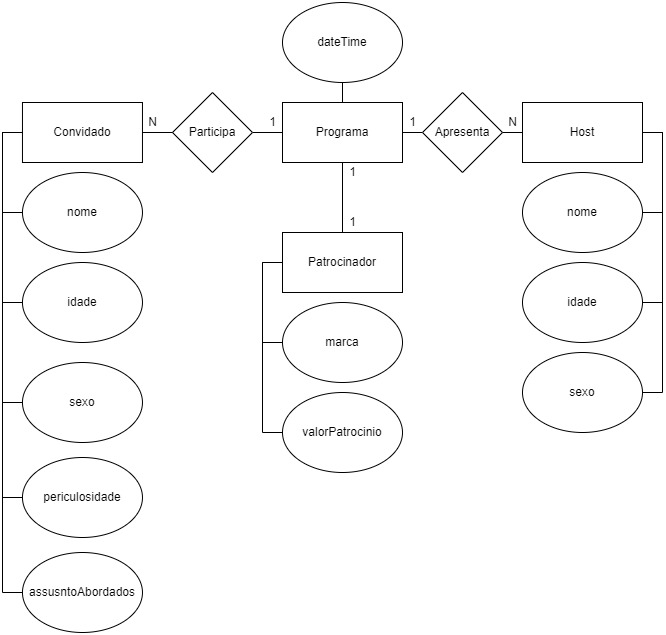 dateTime
Convidado
N
Participa
1
Programa
1
Apresenta
N
Host
1
nome
nome
1
Patrocinador
idade
idade
marca
sexo
sexo
valorPatrocinio
periculosidade
assusntoAbordados